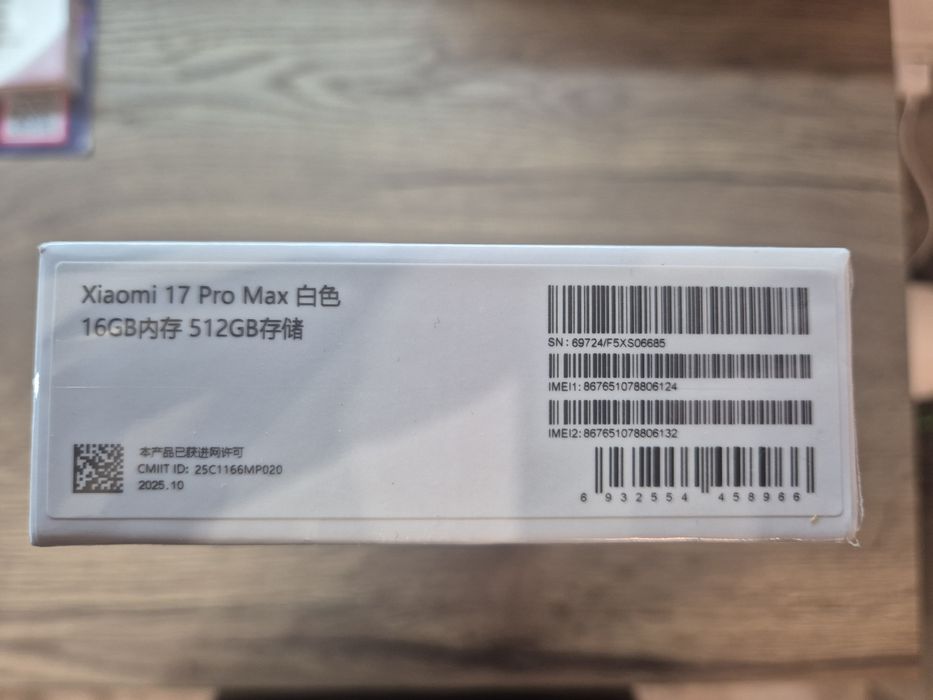 Xiaomi 17 Pro Max 白色
16GB内存 512GB存储
本产品已获进网许可
CMIIT ID: 25C1166MP020
2025.10
SN : 69724/F5XS06685
IMEI1: 867651078806124
IMEI2: 867651078806132
6 932554 458966